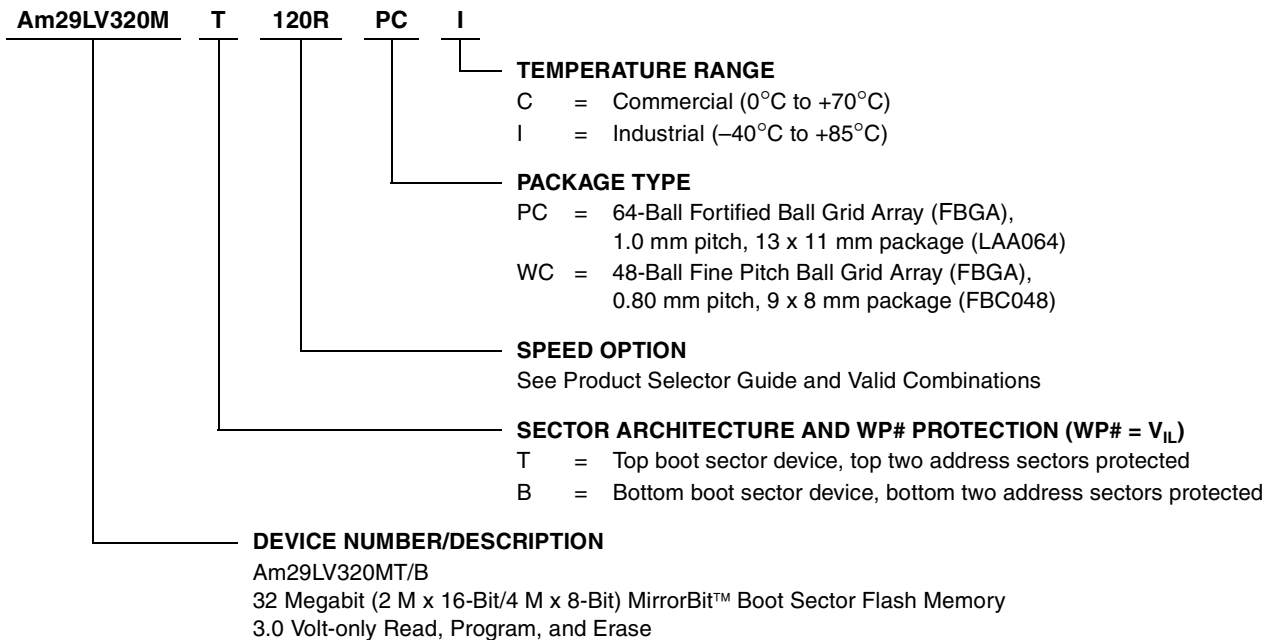 Am29LV320M T 120R PC I
TEMPERATURE RANGE
C = Commercial (0°C to +70°C)
I = Industrial (–40°C to +85°C)
PACKAGE TYPE
PC = 64-Ball Fortified Ball Grid Array (FBGA),
1.0 mm pitch, 13 x 11 mm package (LAA064)
WC = 48-Ball Fine Pitch Ball Grid Array (FBGA),
0.80 mm pitch, 9 x 8 mm package (FBC048)
SPEED OPTION
See Product Selector Guide and Valid Combinations
SECTOR ARCHITECTURE AND WP# PROTECTION (WP# = VIL)
T = Top boot sector device, top two address sectors protected
B = Bottom boot sector device, bottom two address sectors protected
DEVICE NUMBER/DESCRIPTION
Am29LV320MT/B
32 Megabit (2 M x 16-Bit/4 M x 8-Bit) MirrorBit™ Boot Sector Flash Memory
3.0 Volt-only Read, Program, and Erase